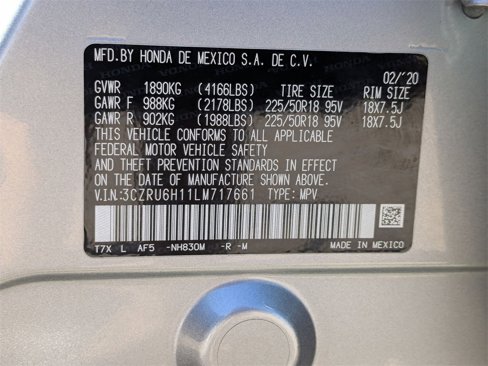 MFD.BY HONDA DE MEXICO S.A. DE C.V.
02/'20
GVWR 1890KG (4166LBS) TIRE SIZE RIM SIZE
GAWR F 988KG (2178LBS) 225/50R18 95V 18X7.5J
GAWR R 902KG (1988LBS) 225/50R18 95V 18X7.5J
THIS VEHICLE CONFORMS TO ALL APPLICABLE
FEDERAL MOTOR VEHICLE SAFETY
AND THEFT PREVENTION STANDARDS IN EFFECT
ON THE DATE OF MANUFACTURE SHOWN ABOVE.
V.I.N:3CZRU6H11LM717661 TYPE: MPV
T7X L AF5 -NH830M -R -M